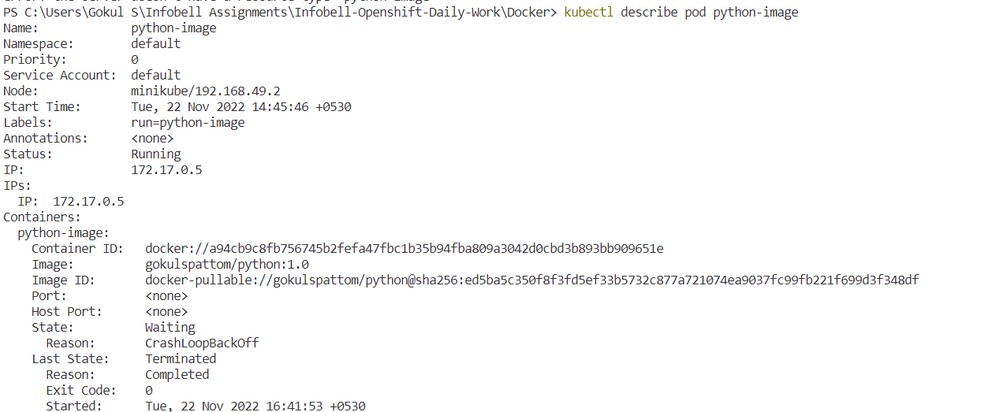 PS C:\Users\Gokul S\Infobell Assignments\Infobell-Openshift-Daily-Work\Docker> kubectl describe pod python-image
Name:             python-image
Namespace:        default
Priority:         0
Service Account:  default
Node:             minikube/192.168.49.2
Start Time:       Tue, 22 Nov 2022 14:45:46 +0530
Labels:           run=python-image
Annotations:      <none>
Status:           Running
IP:               172.17.0.5
IPs:
  IP:  172.17.0.5
Containers:
  python-image:
    Container ID:   docker://a94cb9c8fb756745b2fefa47fbc1b35b94fba809a3042d0cbd3b893bb909651e
    Image:          gokulspattom/python:1.0
    Image ID:       docker-pullable://gokulspattom/python@sha256:ed5ba5c350f8f3fd5ef33b5732c877a721074ea9037fc99fb221f699d3f348df
    Port:           <none>
    Host Port:      <none>
    State:          Waiting
      Reason:       CrashLoopBackOff
    Last State:     Terminated
      Reason:       Completed
      Exit Code:    0
      Started:      Tue, 22 Nov 2022 16:41:53 +0530